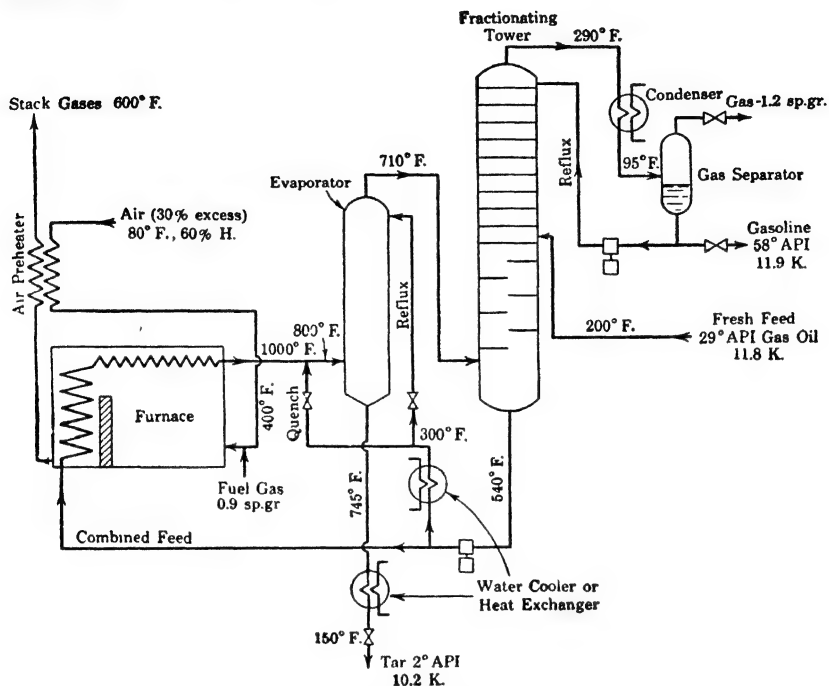 Fractionating
Tower
290° F.
Condenser
Gas-1.2 sp.gr.
Stack Gases 600° F.
710° F.
95° F.
Gas Separator
Evaporator
Reflux
Air (30% excess)
80° F., 60% H.
Air Preheater
Gasoline
58° API
11.9 K.
Reflux
800° F.
1000° F.
200° F.
Fresh Feed
29° API Gas Oil
11.8 K.
Furnace
400° F.
Quench
300° F.
Fuel Gas
0.9 sp.gr
745° F.
540° F.
Combined Feed
Water Cooler or
Heat Exchanger
150° F.
Tar 2° API
10.2 K.